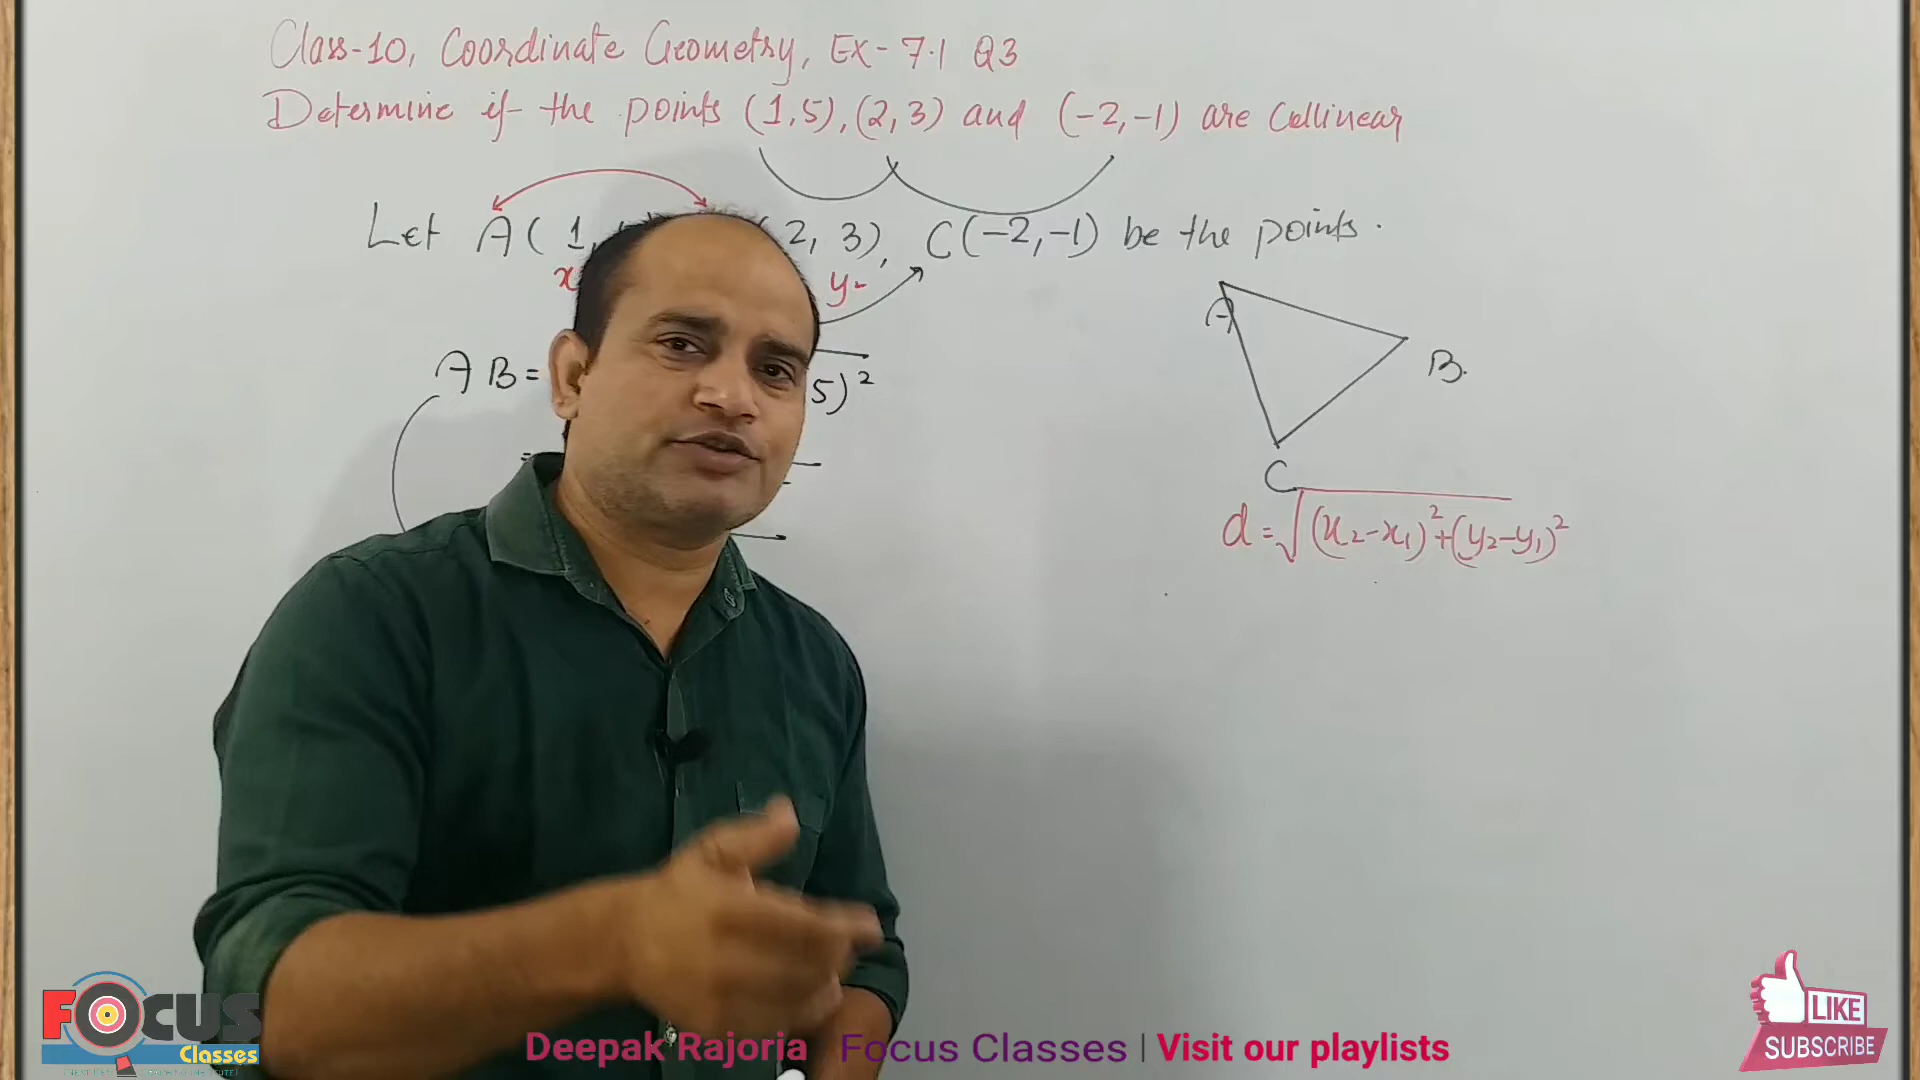 Class-10, Coordinate Geometry, Ex- 7.1 Q3
Determine if the points (1,5), (2,3) and (-2,-1) are Collinear
Let A( 1, 2, 3), C(-2,-1) be the points.
x y2
A
AB= 5)²
B.
=
C
d=√(x₂-x₁)²+(y₂-y₁)²
FOCUS
Classes
Deepak Rajoria Focus Classes | Visit our playlists
LIKE
SUBSCRIBE